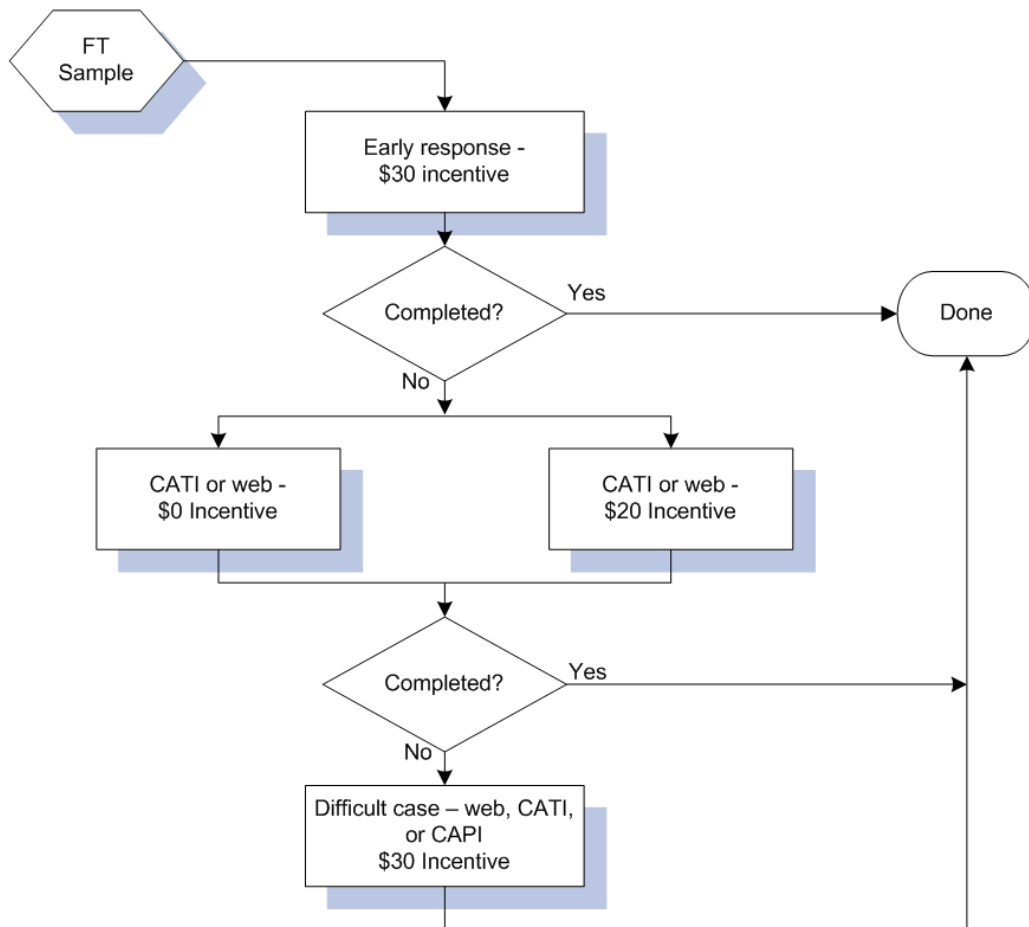 FT
Sample
Early response -
$30 incentive
Completed?
Yes
Done
No
CATI or web -
$0 Incentive
CATI or web -
$20 Incentive
Completed?
Yes
No
Difficult case – web, CATI,
or CAPI
$30 Incentive